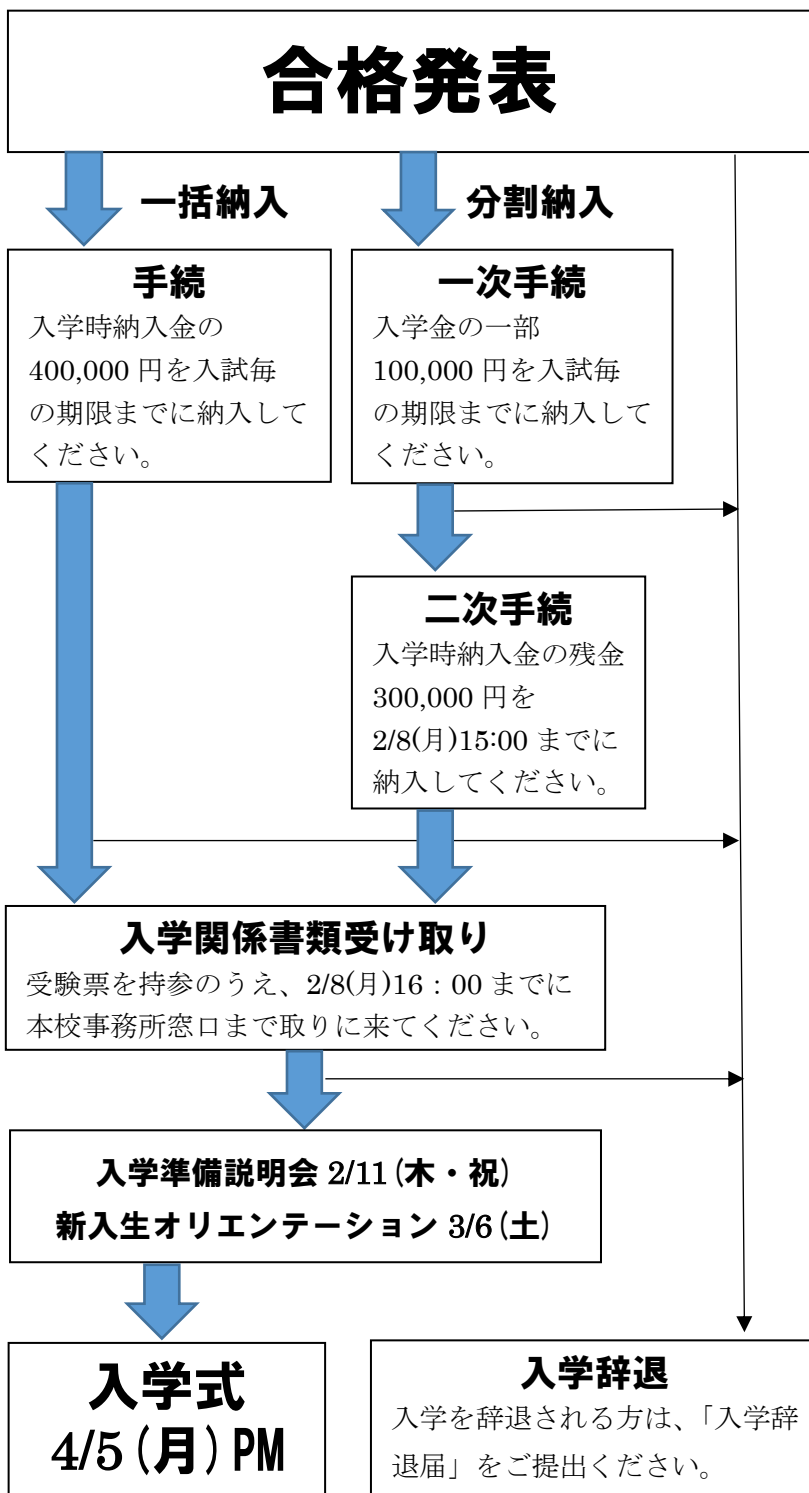 合格発表
一括納入
分割納入
手続
入学時納入金の
400,000 円を入試毎
の期限までに納入して
ください。
一次手続
入学金の一部
100,000 円を入試毎
の期限までに納入して
ください。
二次手続
入学時納入金の残金
300,000 円を
2/8(月)15:00 までに
納入してください。
入学関係書類受け取り
受験票を持参のうえ、2/8(月)16：00 までに
本校事務所窓口まで取りに来てください。
入学準備説明会 2/11(木・祝)
新入生オリエンテーション 3/6(土)
入学式
4/5(月)PM
入学辞退
入学を辞退される方は、「入学辞
退届」をご提出ください。